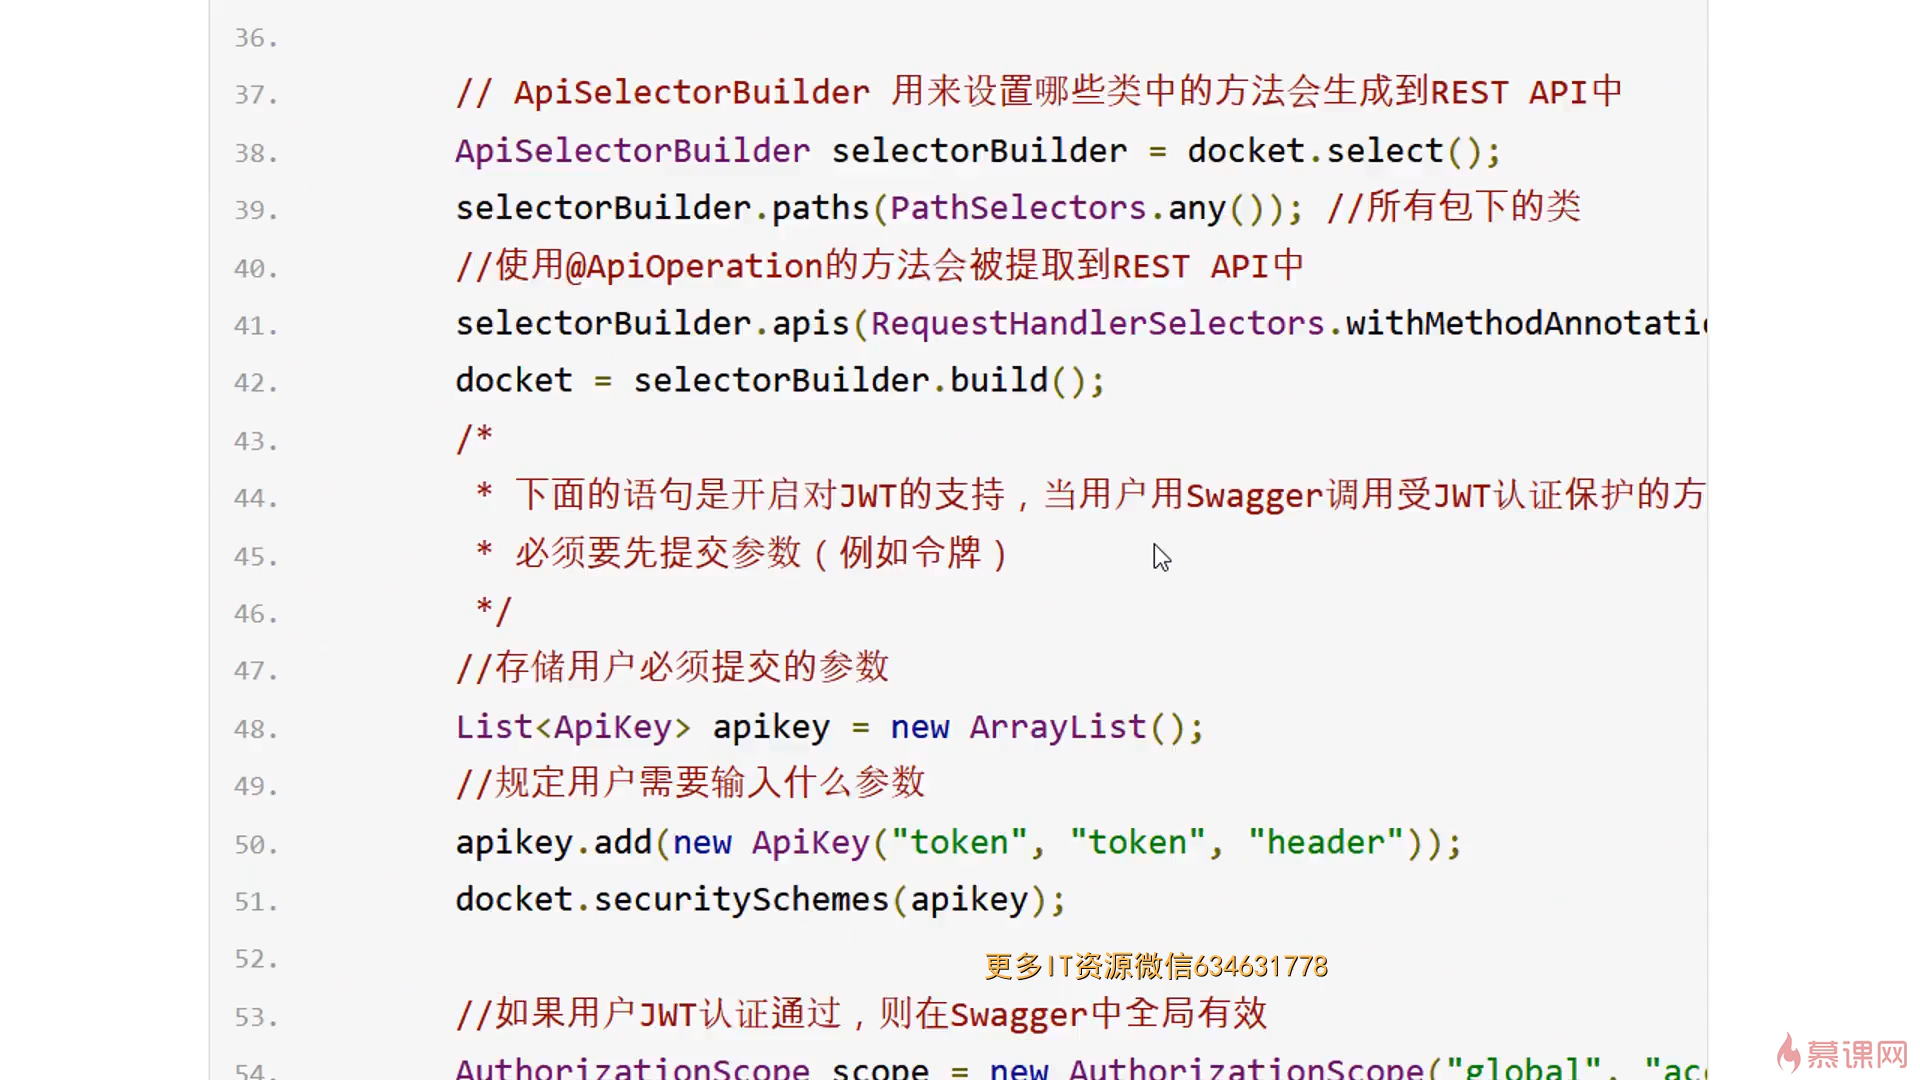 36.
37. // ApiSelectorBuilder 用来设置哪些类中的方法会生成到REST API中
38. ApiSelectorBuilder selectorBuilder = docket.select();
39. selectorBuilder.paths(PathSelectors.any()); //所有包下的类
40. //使用@ApiOperation的方法会被提取到REST API中
41. selectorBuilder.apis(RequestHandlerSelectors.withMethodAnnotatio
42. docket = selectorBuilder.build();
43. /*
44. * 下面的语句是开启对JWT的支持，当用户用Swagger调用受JWT认证保护的方
45. * 必须要先提交参数（例如令牌）
46. */
47. //存储用户必须提交的参数
48. List<ApiKey> apikey = new ArrayList();
49. //规定用户需要输入什么参数
50. apikey.add(new ApiKey("token", "token", "header"));
51. docket.securitySchemes(apikey);
52.
更多IT资源微信634631778
53. //如果用户JWT认证通过，则在Swagger中全局有效
54. AuthorizationScope scope = new AuthorizationScope("global", "acc
慕课网